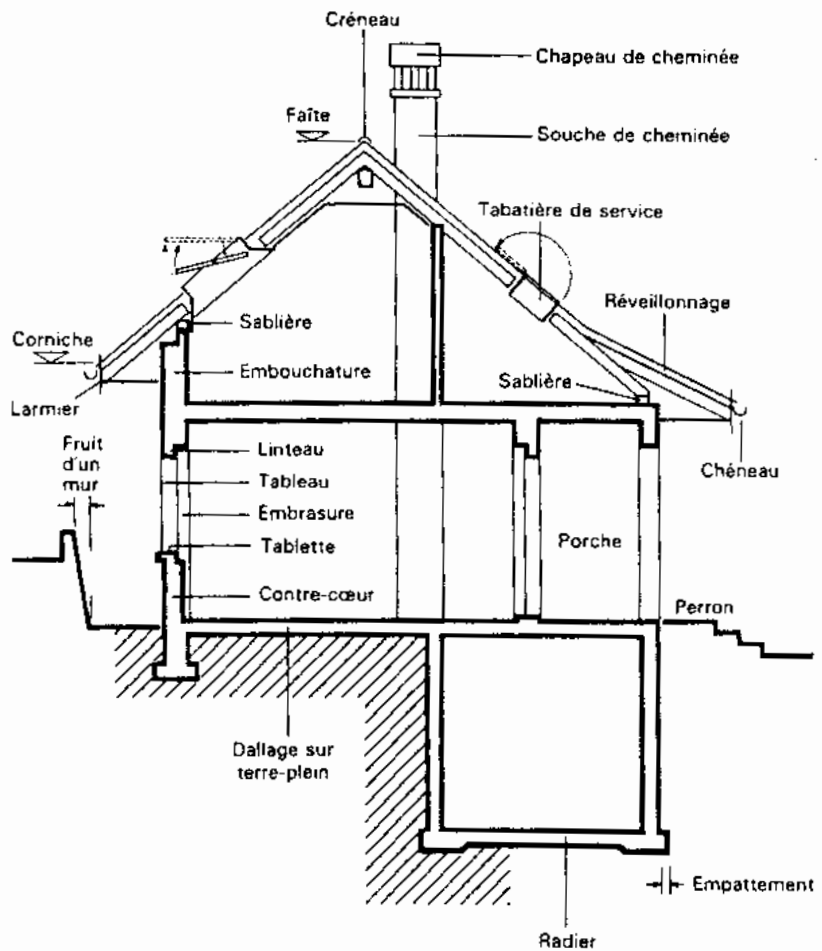 Créneau
Chapeau de cheminée
Faîte
Souche de cheminée
Tabatière de service
Réveillonnage
Sablière
Corniche
Embouchature
Sablière
Larmier
Fruit
d'un
mur
Linteau
Chéneau
Tableau
Embrasure
Porche
Tablette
Contre-cœur
Perron
Dallage sur
terre-plein
Empattement
Radier